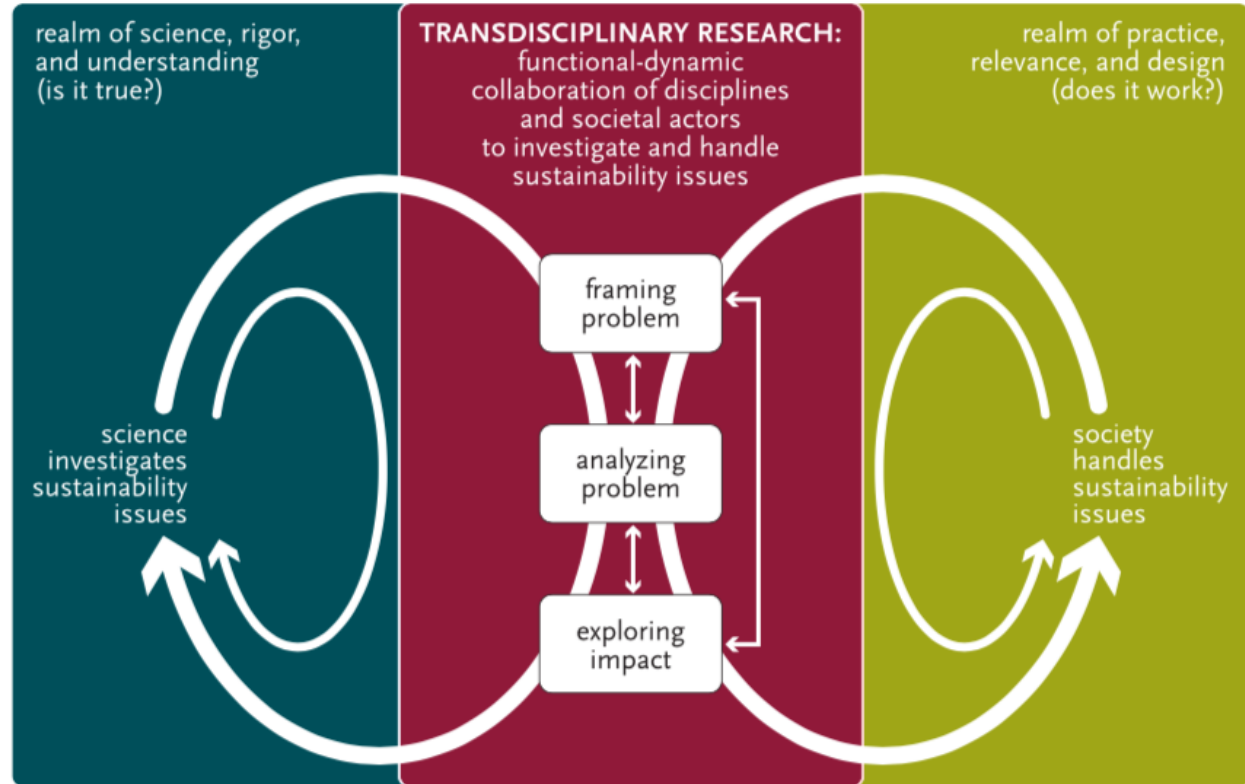 realm of science, rigor,
and understanding
(is it true?)
TRANSDISCIPLINARY RESEARCH:
functional-dynamic
collaboration of disciplines
and societal actors
to investigate and handle
sustainability issues
realm of practice,
relevance, and design
(does it work?)
framing
problem
science
investigates
sustainability
issues
analyzing
problem
society
handles
sustainability
issues
exploring
impact